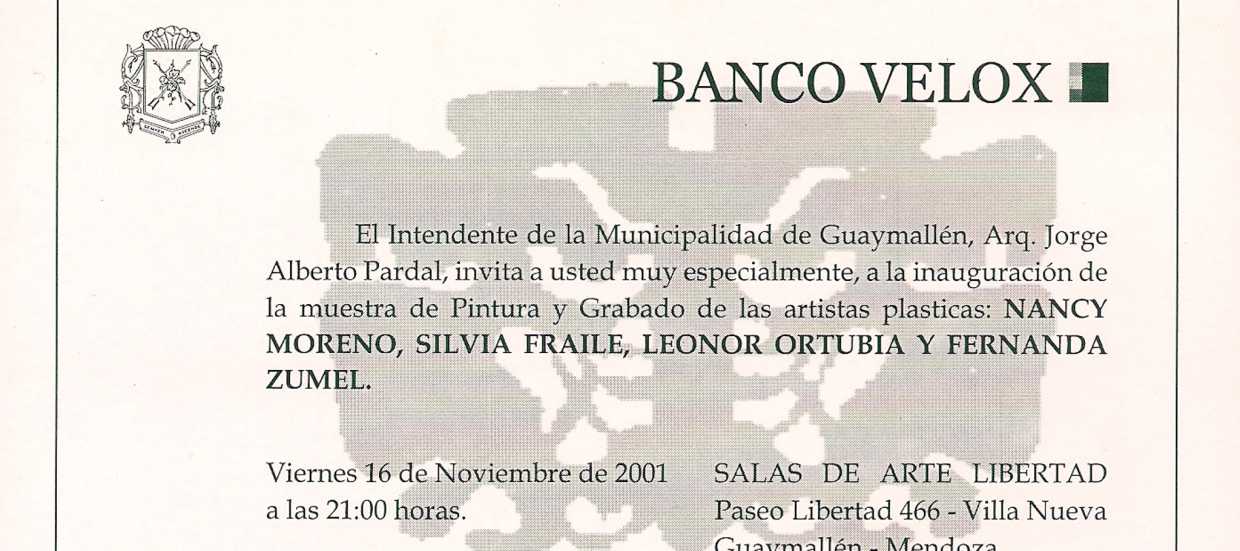 BANCO VELOX
El Intendente de la Municipalidad de Guaymallén, Arq. Jorge
Alberto Pardal, invita a usted muy especialmente, a la inauguración de
la muestra de Pintura y Grabado de las artistas plasticas: NANCY
MORENO, SILVIA FRAILE, LEONOR ORTUBIA Y FERNANDA
ZUMEL.
Viernes 16 de Noviembre de 2001
a las 21:00 horas.
SALAS DE ARTE LIBERTAD
Paseo Libertad 466 - Villa Nueva
Guaymallén - Mendoza